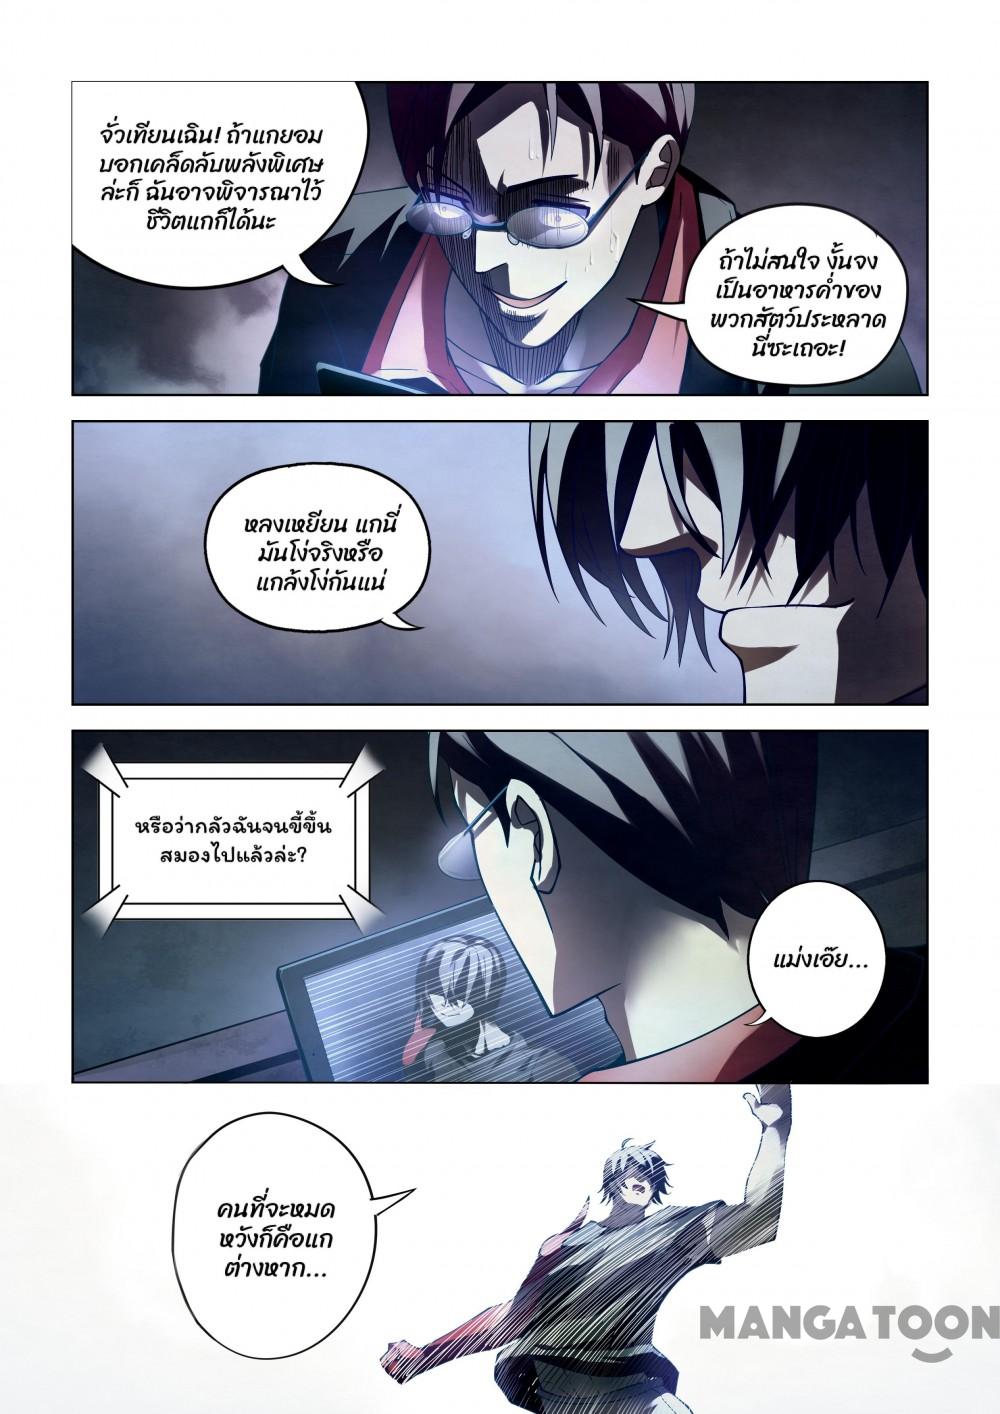 จั่วเทียนเฉิน! ถ้าแกยอม
บอกเคล็ดลับพลังพิเศษ
ล่ะก็ ฉันอาจพิจารณาไว้
ชีวิตแกก็ได้นะ
ถ้าไม่สนใจ งั้นจง
เป็นอาหารค่ำของ
พวกสัตว์ประหลาด
นี่ซะเถอะ!
หลงเหยียน แกนี่
มันโง่จริงหรือ
แกล้งโง่กันแน่
หรือว่ากลัวฉันจนขี้ขึ้น
สมองไปแล้วล่ะ?
แม่งเอ๊ย...
คนที่จะหมด
หวังก็คือแก
ต่างหาก...
MANGATOON